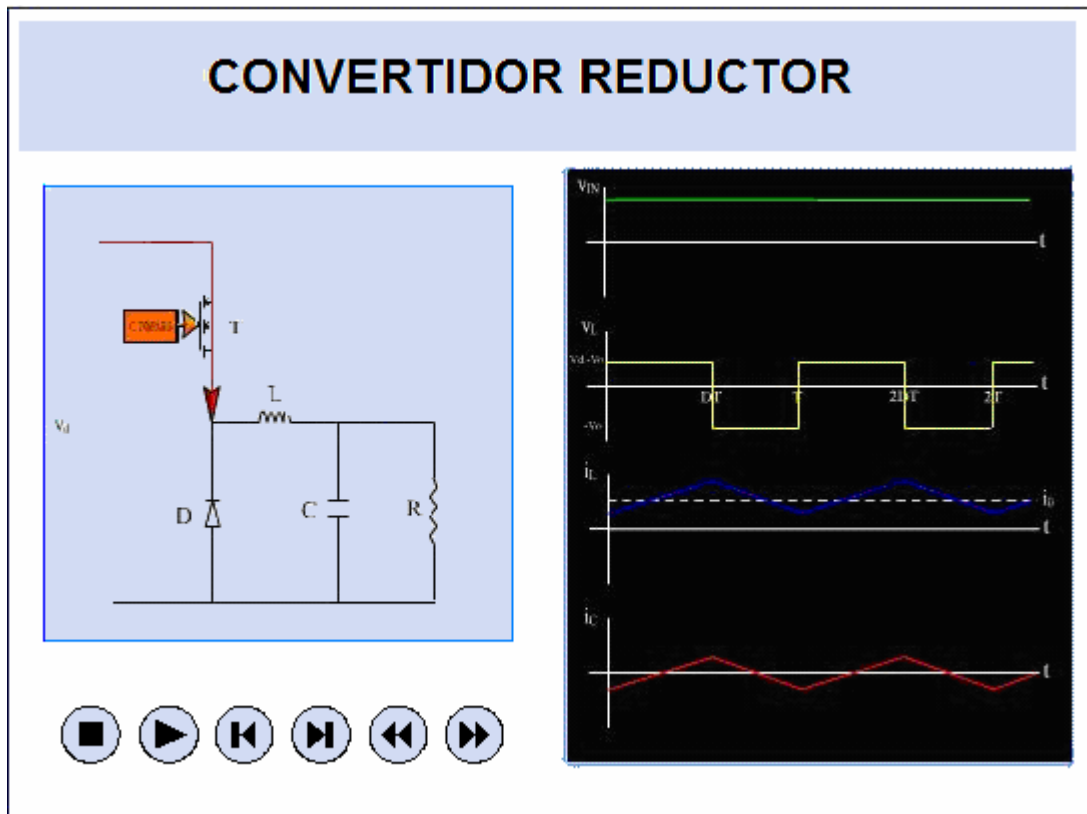 CONVERTIDOR REDUCTOR
T
L
Vd
D
C
R
VIN
t
VL
Vd-Vo
t
DT
T
2DT
2T
-Vo
iL
i0
t
iC
t